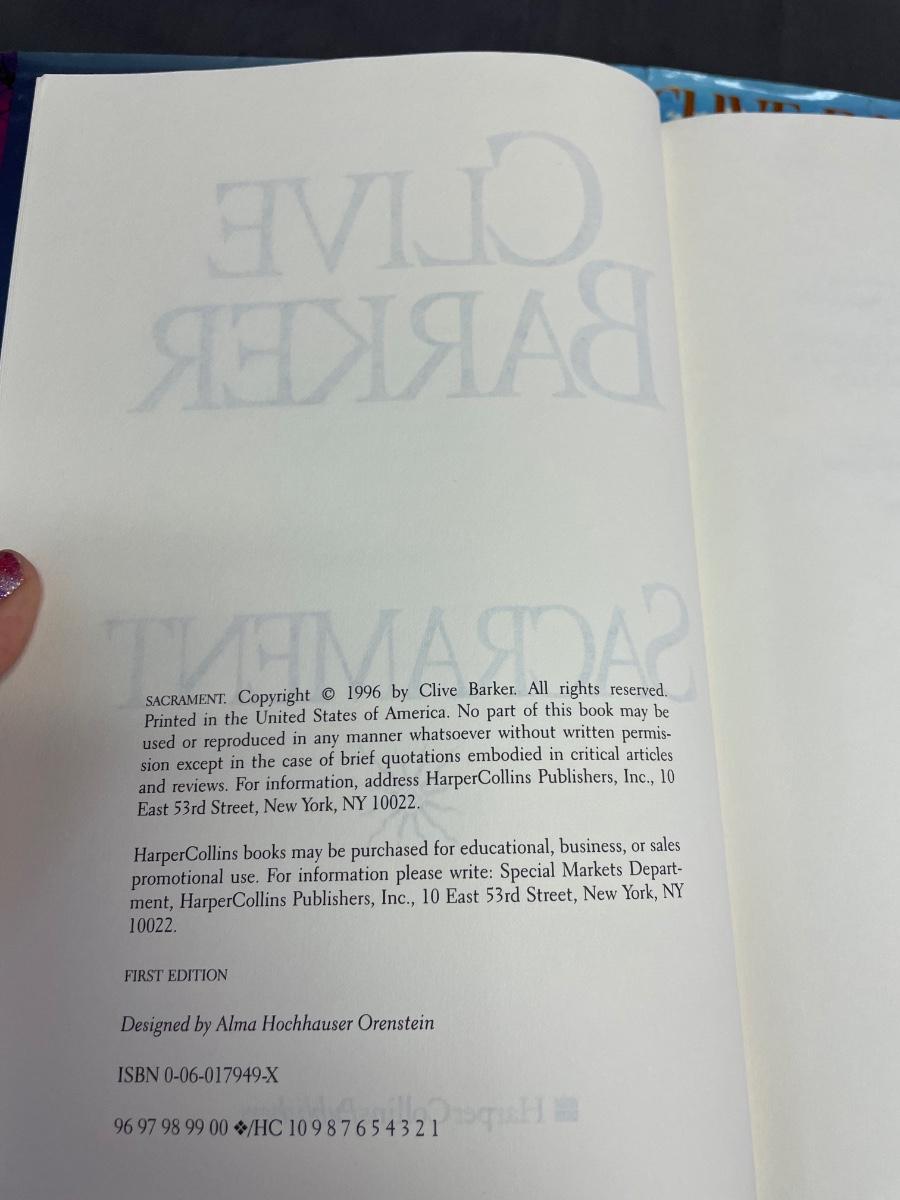 CLIVE BA
CLIVE
BARKER
SACRAMENT
SACRAMENT. Copyright © 1996 by Clive Barker. All rights reserved.
Printed in the United States of America. No part of this book may be
used or reproduced in any manner whatsoever without written permis-
sion except in the case of brief quotations embodied in critical articles
and reviews. For information, address HarperCollins Publishers, Inc., 10
East 53rd Street, New York, NY 10022.
HarperCollins books may be purchased for educational, business, or sales
promotional use. For information please write: Special Markets Depart-
ment, HarperCollins Publishers, Inc., 10 East 53rd Street, New York, NY
10022.
FIRST EDITION
Designed by Alma Hochhauser Orenstein
ISBN 0-06-017949-X
HarperCollinsPublishers
96 97 98 99 00 ❖/HC 10 9 8 7 6 5 4 3 2 1